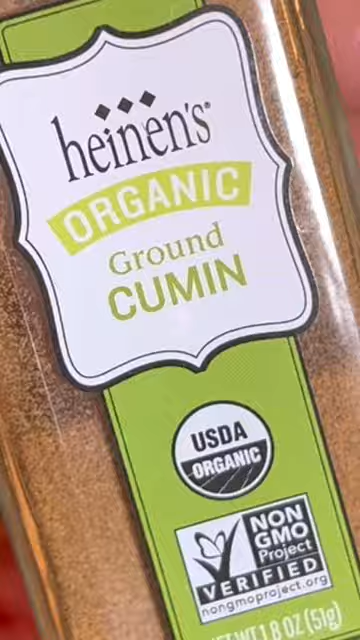 heinen's®
ORGANIC
Ground
CUMIN
USDA
ORGANIC
NON
GMO
Project
VERIFIED
nongmoproject.org
NET WT 1.8 OZ (51g)